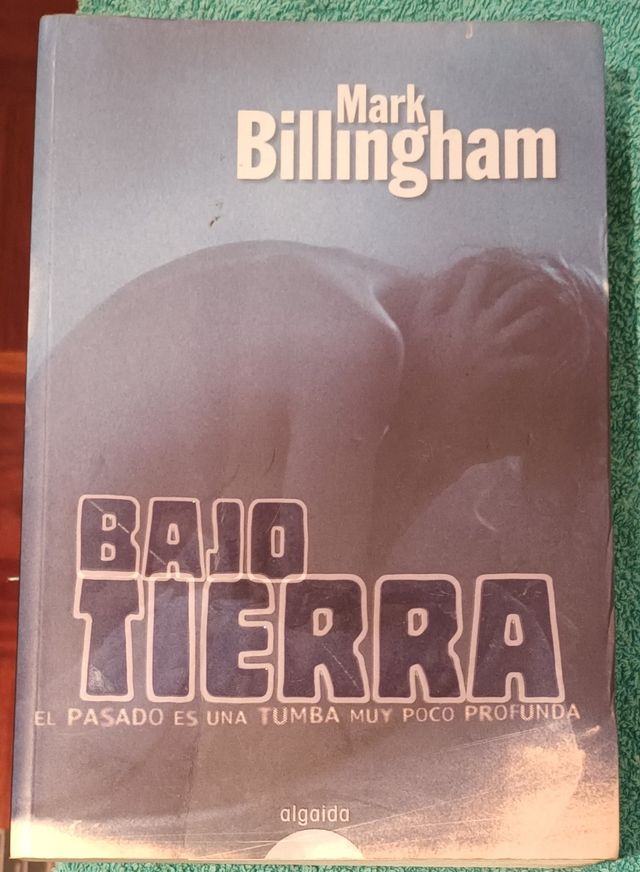 Mark
Billingham
BAJO
TIERRA
EL PASADO ES UNA TUMBA MUY POCO PROFUNDA
algaida